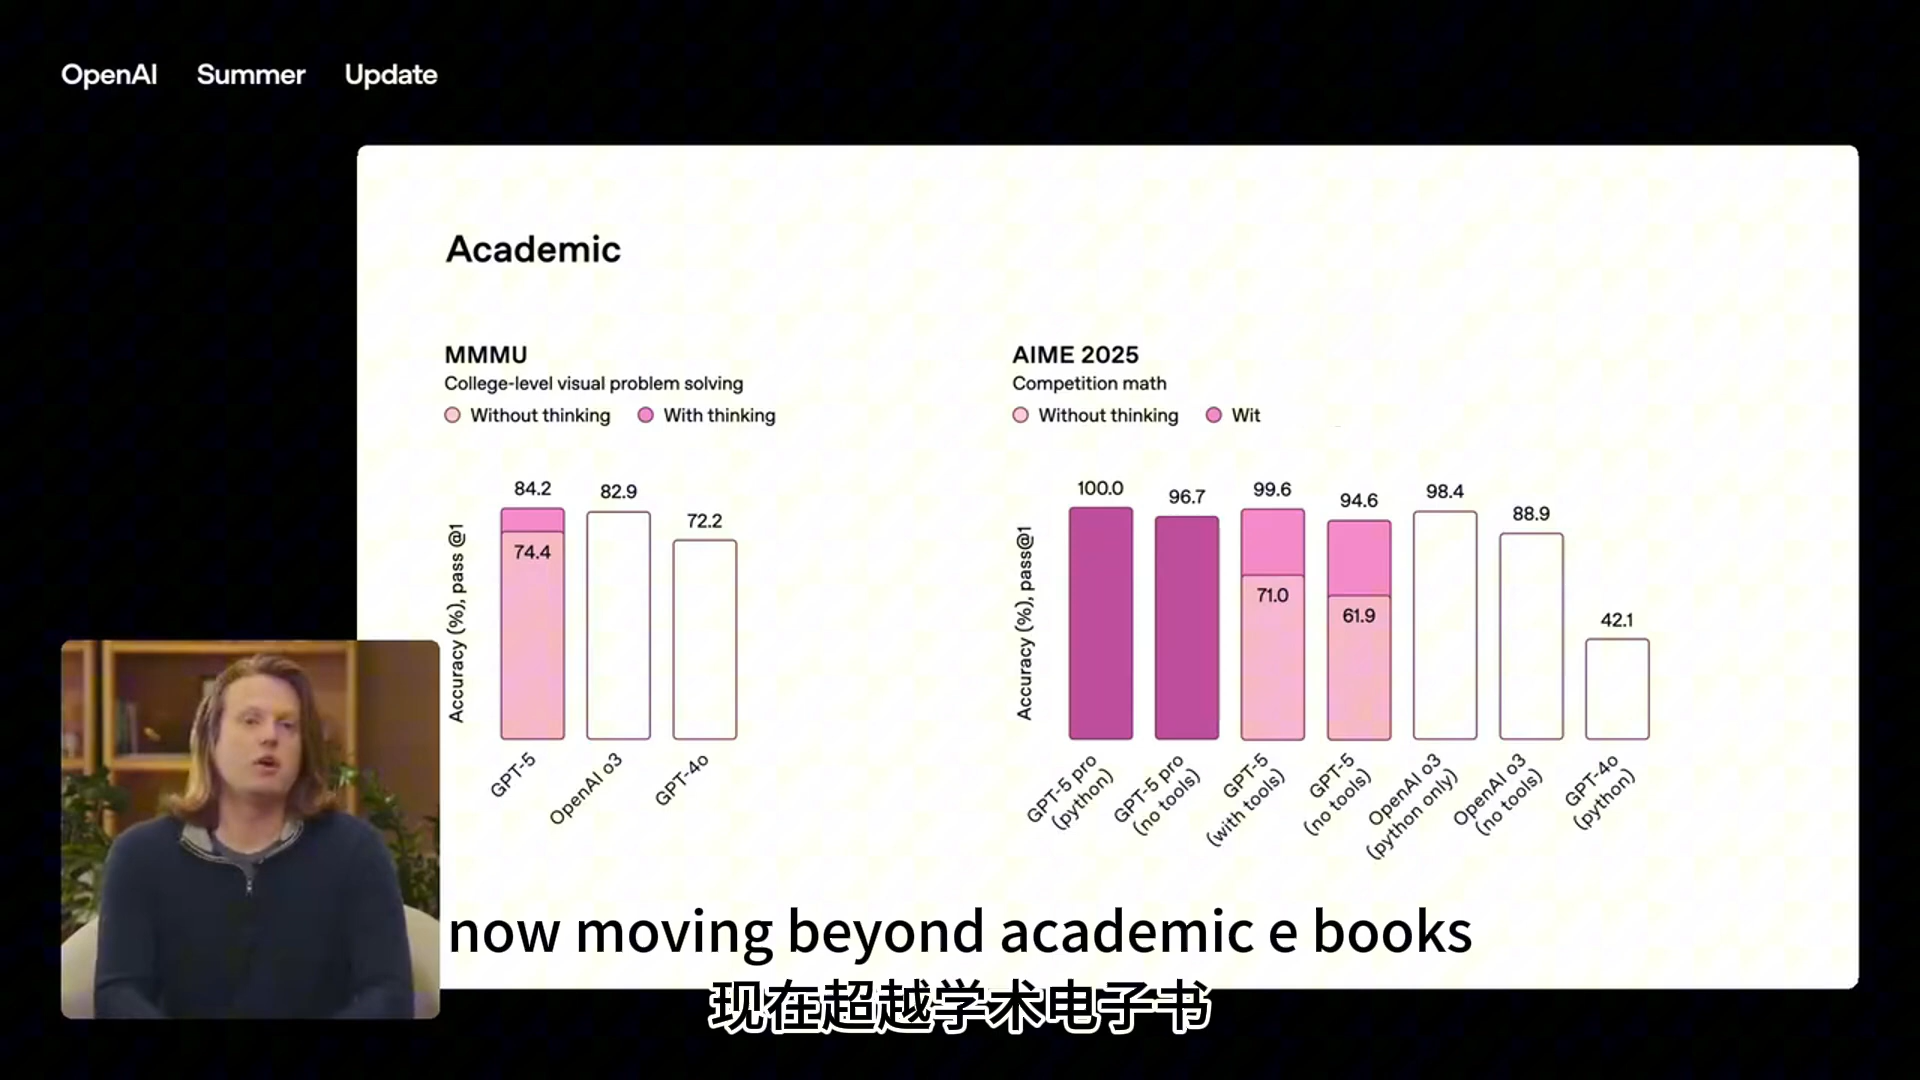 OpenAI Summer Update
Academic
MMMU
College-level visual problem solving
Without thinking With thinking
Accuracy (%), pass @1
84.2
74.4
82.9
72.2
GPT-5
OpenAI o3
GPT-4o
AIME 2025
Competition math
Without thinking Wit
Accuracy (%), pass@1
100.0
96.7
99.6
71.0
94.6
61.9
98.4
88.9
42.1
GPT-5 pro
(python)
GPT-5 pro
(no tools)
GPT-5
(with tools)
GPT-5
(no tools)
OpenAI o3
(python only)
OpenAI o3
(no tools)
GPT-4o
(python)
now moving beyond academic e books
现在超越学术电子书